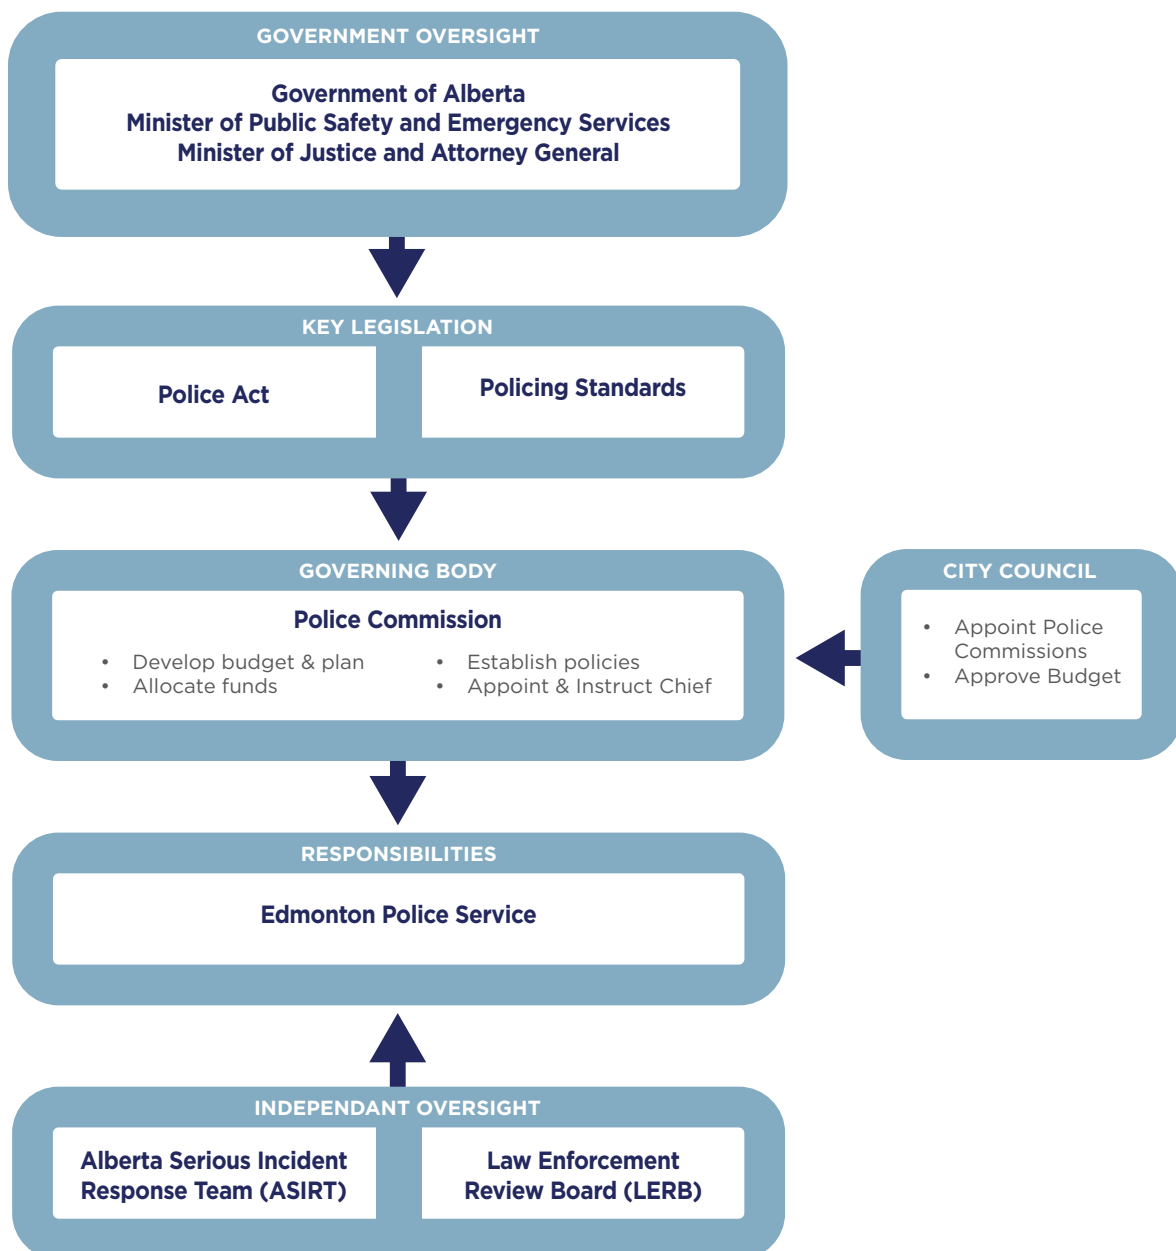 GOVERNMENT OVERSIGHT
Government of Alberta
Minister of Public Safety and Emergency Services
Minister of Justice and Attorney General
KEY LEGISLATION
Police Act
Policing Standards
GOVERNING BODY
Police Commission
• Develop budget & plan
• Allocate funds
• Establish policies
• Appoint & Instruct Chief
CITY COUNCIL
• Appoint Police
Commissions
• Approve Budget
RESPONSIBILITIES
Edmonton Police Service
INDEPENDANT OVERSIGHT
Alberta Serious Incident
Response Team (ASIRT)
Law Enforcement
Review Board (LERB)